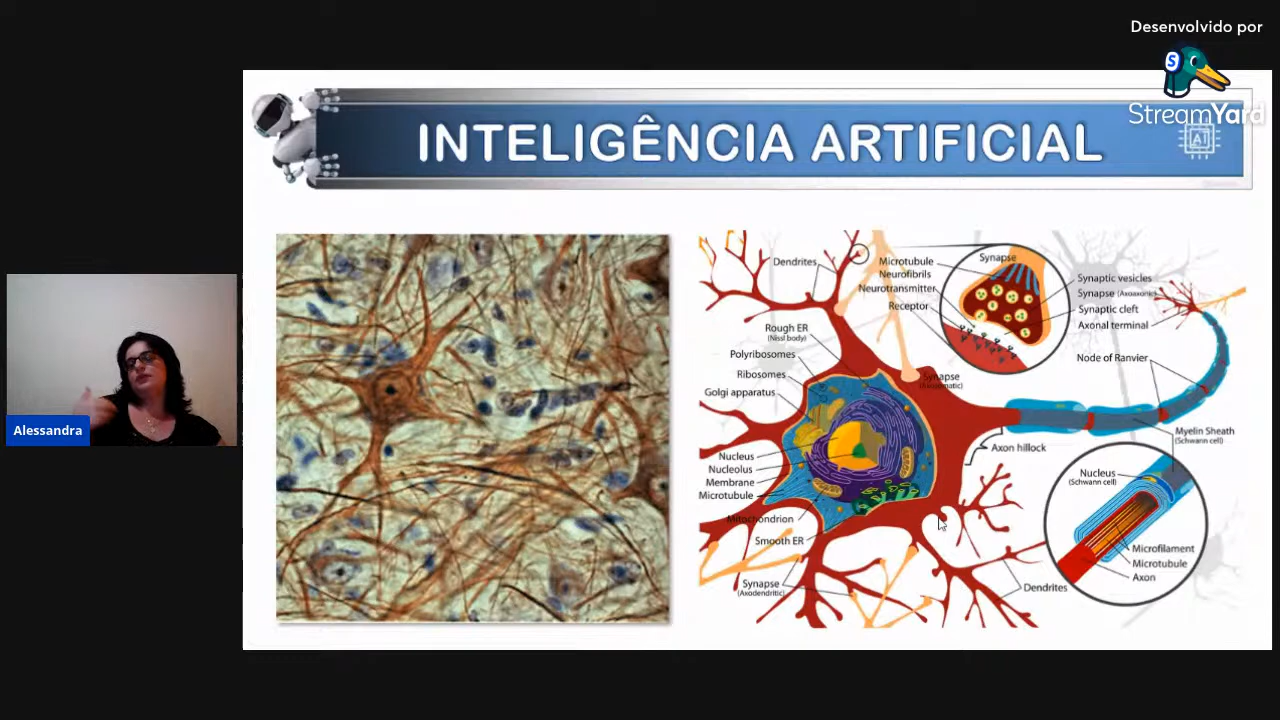 Desenvolvido por
StreamYard
INTELIGÊNCIA ARTIFICIAL
AI
Alessandra
Dendrites
Microtubule
Neurofibrils
Neurotransmitter
Receptor
Synapse
Synaptic vesicles
Synapse (Axoaxonic)
Synaptic cleft
Axonal terminal
Rough ER
(Nissl body)
Polyribosomes
Ribosomes
Golgi apparatus
Synapse
Node of Ranvier
Myelin Sheath
(Schwann cell)
Axon hillock
Nucleus
Nucleolus
Membrane
Microtubule
Mitochondrion
Smooth ER
Synapse
(Axodendritic)
Dendrites
Nucleus
(Schwann cell)
Microfilament
Microtubule
Axon